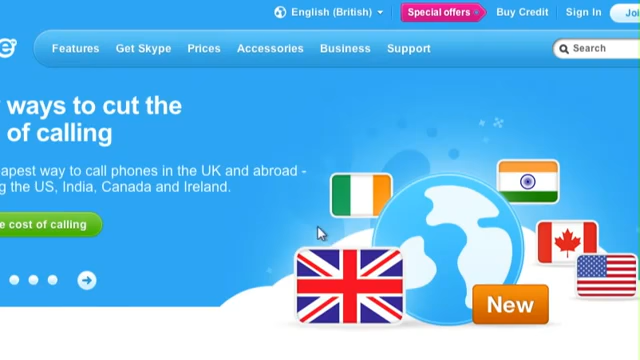 English (British) Special offers Buy Credit Sign In Joi
e Features Get Skype Prices Accessories Business Support Search
ways to cut the
of calling
apest way to call phones in the UK and abroad -
g the US, India, Canada and Ireland.
e cost of calling
New